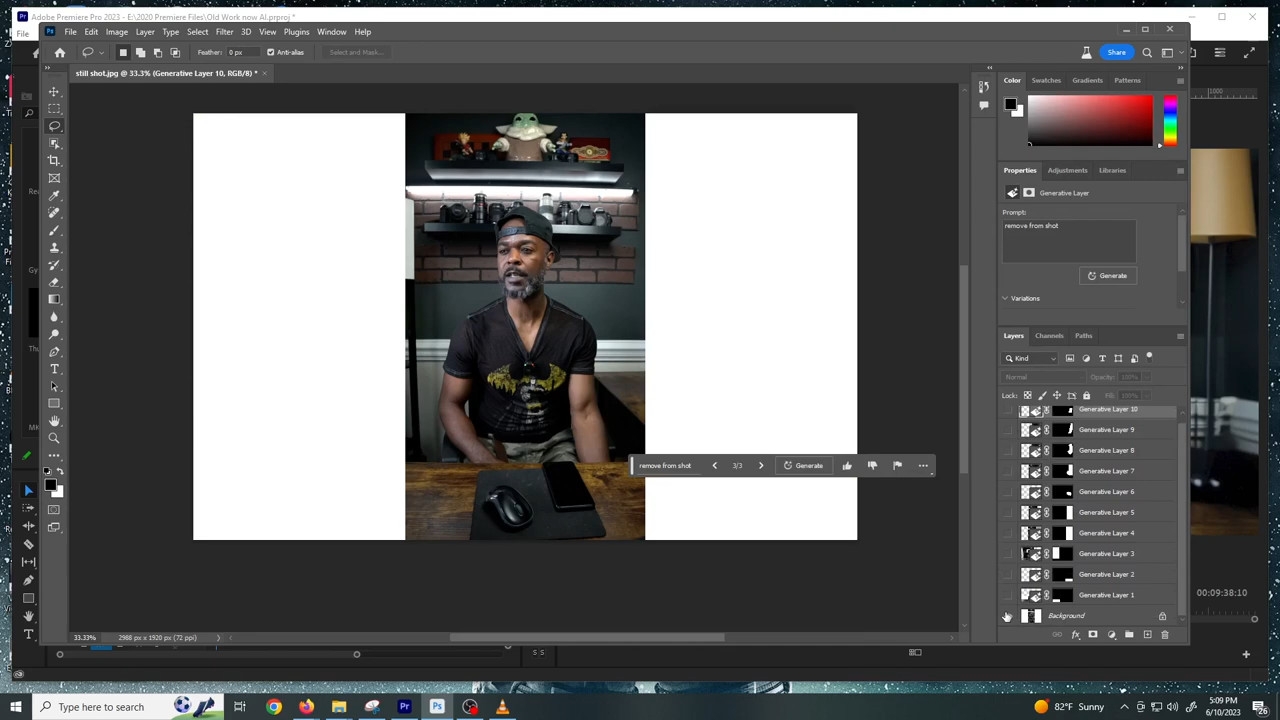 Adobe Premiere Pro 2023 - E:\2020 Premiere Files\Old Work now AI.prproj *
File
File Edit Image Layer Type Select Filter 3D View Plugins Window Help
Feather: 0 px Anti-alias Select and Mask... Share
still shot.jpg @ 33.3% (Generative Layer 10, RGB/8) *
Color Swatches Gradients Patterns
1000
Properties Adjustments Libraries
Generative Layer
Prompt:
remove from shot
Generate
Variations
Layers Channels Paths
Kind
Normal Opacity: 100%
Lock: Fill: 100%
Generative Layer 10
Generative Layer 9
Generative Layer 8
remove from shot 3/3 Generate
Generative Layer 7
Generative Layer 6
Generative Layer 5
Generative Layer 4
Generative Layer 3
Generative Layer 2
Generative Layer 1
00:09:38:10
Background
33.33% 2988 px x 1920 px (72 ppi)
S S
Type here to search
82°F Sunny
5:09 PM
6/10/2023
26